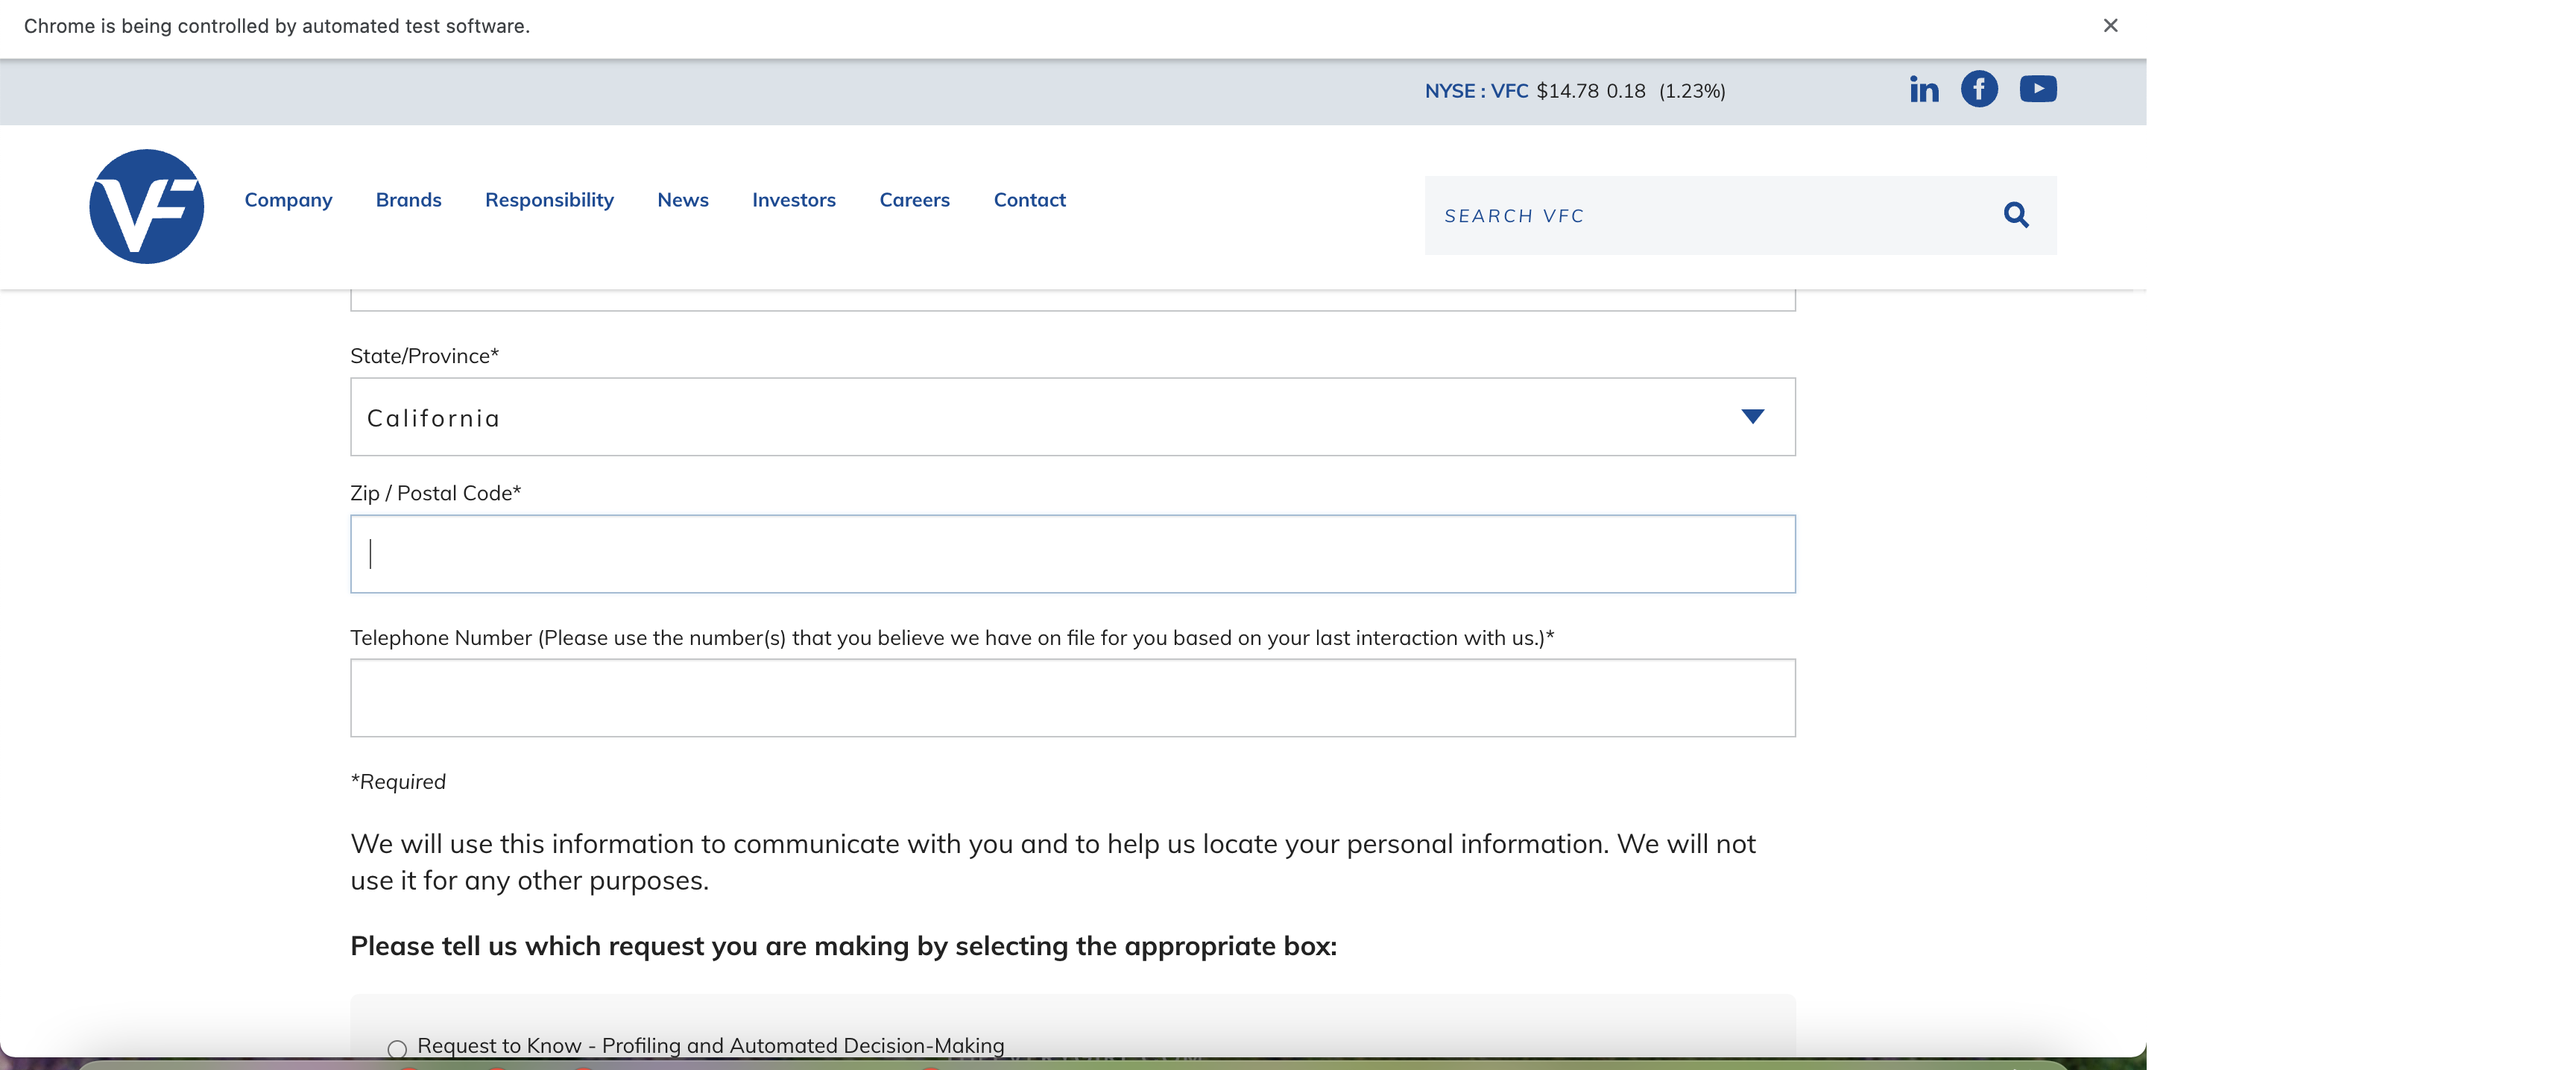 Chrome is being controlled by automated test software.
NYSE : VFC $14.78 0.18 (1.23%)
in f
VF
Company Brands Responsibility News Investors Careers Contact
SEARCH VFC
State/Province*
California
Zip / Postal Code*
Telephone Number (Please use the number(s) that you believe we have on file for you based on your last interaction with us.)*
*Required
We will use this information to communicate with you and to help us locate your personal information. We will not
use it for any other purposes.
Please tell us which request you are making by selecting the appropriate box:
Request to Know - Profiling and Automated Decision-Making